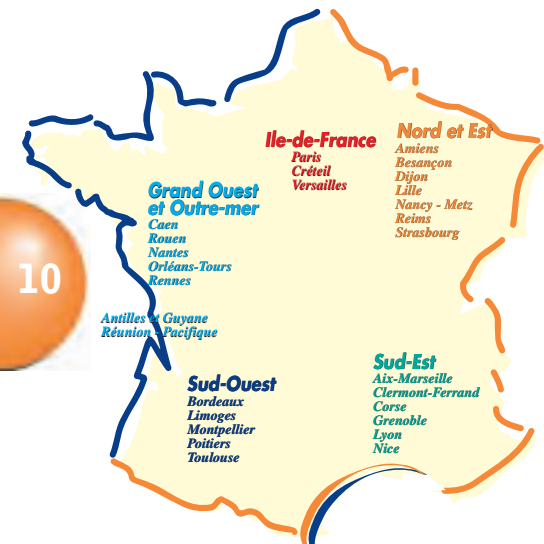 Ile-de-France
Paris
Créteil
Versailles
Nord et Est
Amiens
Besançon
Dijon
Lille
Nancy - Metz
Reims
Strasbourg
Grand Ouest
et Outre-mer
Caen
Rouen
Nantes
Orléans-Tours
Rennes
Antilles et Guyane
Réunion - Pacifique
10
Sud-Ouest
Bordeaux
Limoges
Montpellier
Poitiers
Toulouse
Sud-Est
Aix-Marseille
Clermont-Ferrand
Corse
Grenoble
Lyon
Nice